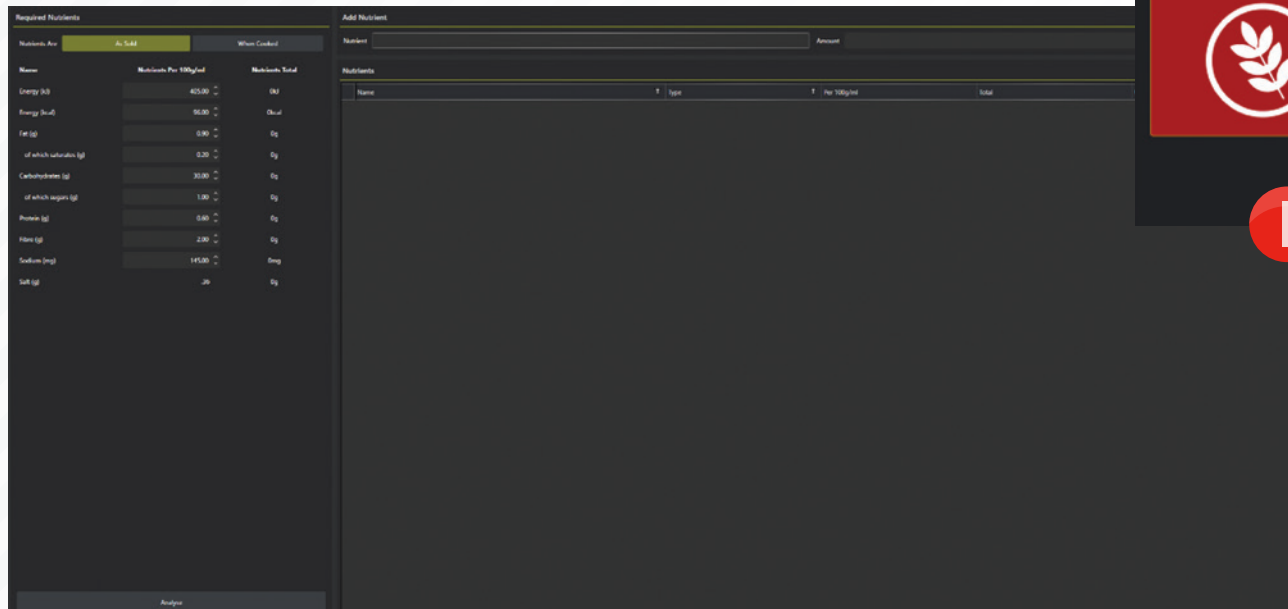 Required Nutrients
Nutrients Are As Sold When Cooked
Name Nutrients Per 100g/ml Nutrients Total
Energy (kJ) 405.00 0kJ
Energy (kcal) 96.00 0kcal
Fat (g) 0.90 0g
of which saturates (g) 0.20 0g
Carbohydrates (g) 30.00 0g
of which sugars (g) 1.00 0g
Protein (g) 0.60 0g
Fibre (g) 2.00 0g
Sodium (mg) 145.00 0mg
Salt (g) .36 0g
Analyse
Add Nutrient
Nutrient Amount
Nutrients
Name Type Per 100g/ml Total